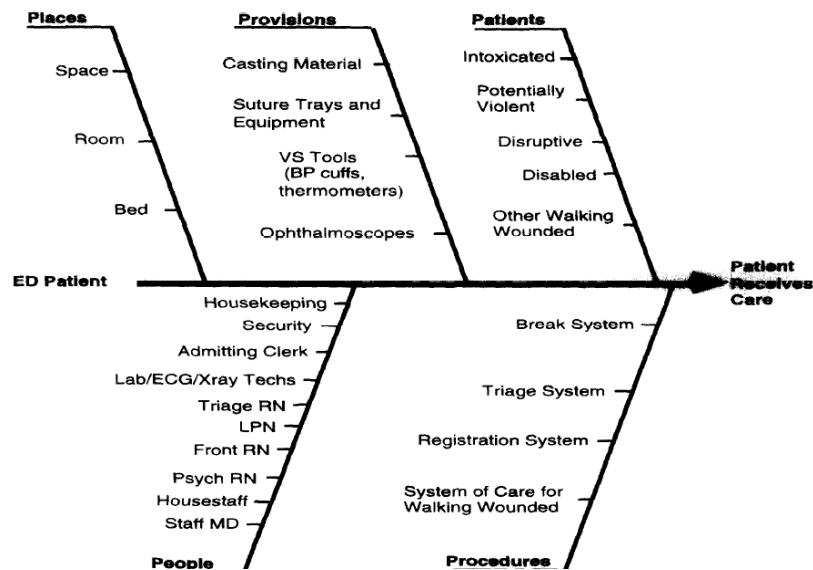 Places
Provisions
Patients
Space
Room
Bed
Casting Material
Suture Trays and
Equipment
VS Tools
(BP cuffs,
thermometers)
Ophthalmoscopes
Intoxicated
Potentially
Violent
Disruptive
Disabled
Other Walking
Wounded
ED Patient
Patient
Receives
Care
Housekeeping
Security
Admitting Clerk
Lab/ECG/Xray Techs
Triage RN
LPN
Front RN
Psych RN
Housestaff
Staff MD
People
Break System
Triage System
Registration System
System of Care for
Walking Wounded
Procedures